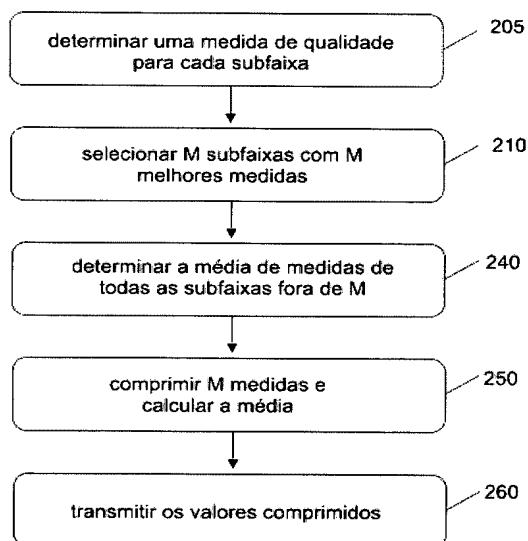 determinar uma medida de qualidade
para cada subfaixa
205
selecionar M subfaixas com M
melhores medidas
210
determinar a média de medidas de
todas as subfaixas fora de M
240
comprimir M medidas e
calcular a média
250
transmitir os valores comprimidos
260